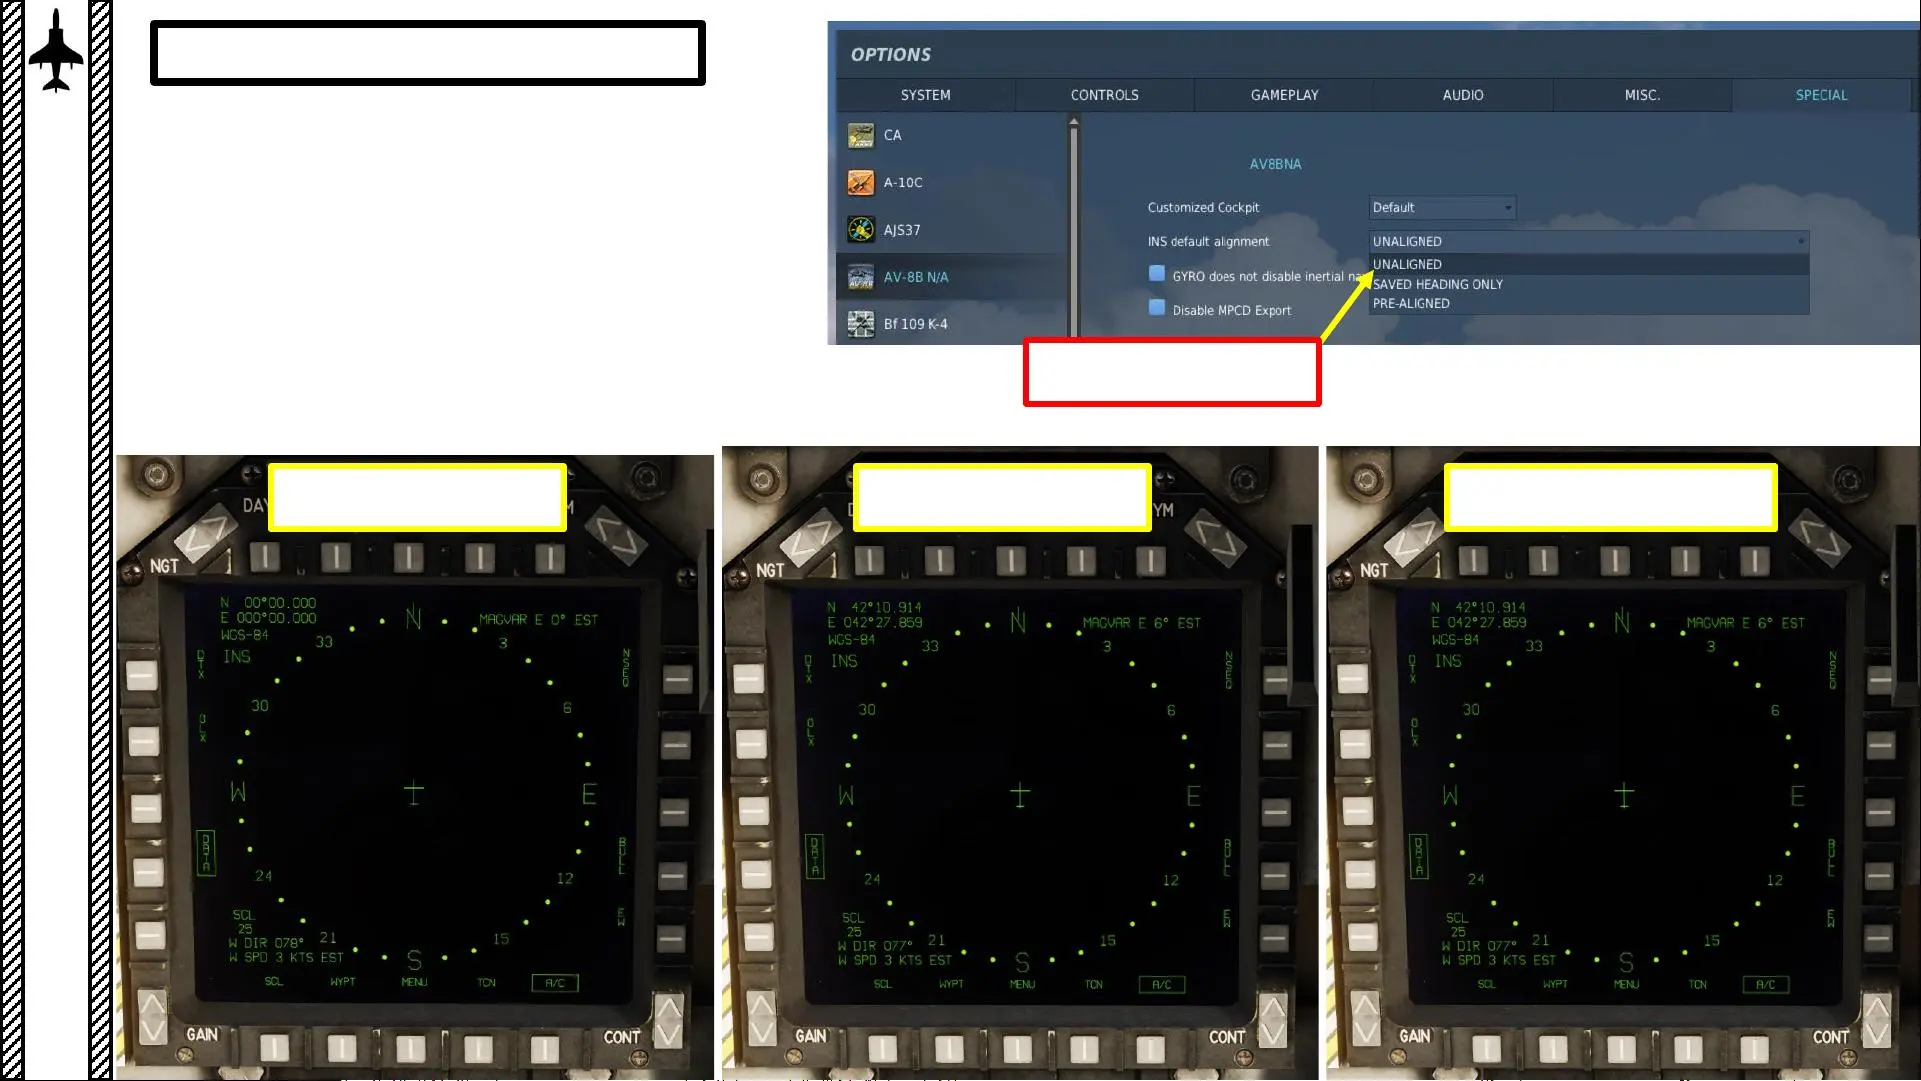 OPTIONS
SYSTEM CONTROLS GAMEPLAY AUDIO MISC. SPECIAL
CA
A-10C
AJS37
AV-8B N/A
Bf 109 K-4
AV8BNA
Customized Cockpit Default
INS default alignment UNALIGNED
UNALIGNED
SAVED HEADING ONLY
PRE-ALIGNED
GYRO does not disable inertial na
Disable MPCD Export
DAY
M
NGT
N 00°00.000
E 000°00.000
WGS-84
INS
MAGVAR E 0° EST
N
3
6
E
12
15
S
21
24
W
30
33
DTX
OLX
DATA
NSEQ
BULL
EW
SCL
25
W DIR 078°
W SPD 3 KTS EST
SCL WYPT MENU TCN A/C
GAIN CONT
D
YM
NGT
N 42°10.914
E 042°27.859
WGS-84
INS
MAGVAR E 6° EST
N
3
6
E
12
15
S
21
24
W
30
33
DTX
OLX
DATA
NSEQ
BULL
EW
SCL
25
W DIR 077°
W SPD 3 KTS EST
SCL WYPT MENU TCN A/C
GAIN CONT
NGT
N 42°10.914
E 042°27.859
WGS-84
INS
MAGVAR E 6° EST
N
3
6
E
12
15
S
21
24
W
30
33
DTX
OLX
DATA
NSEQ
BULL
EW
SCL
25
W DIR 077°
W SPD 3 KTS EST
SCL WYPT MENU TCN A/C
GAIN CONT